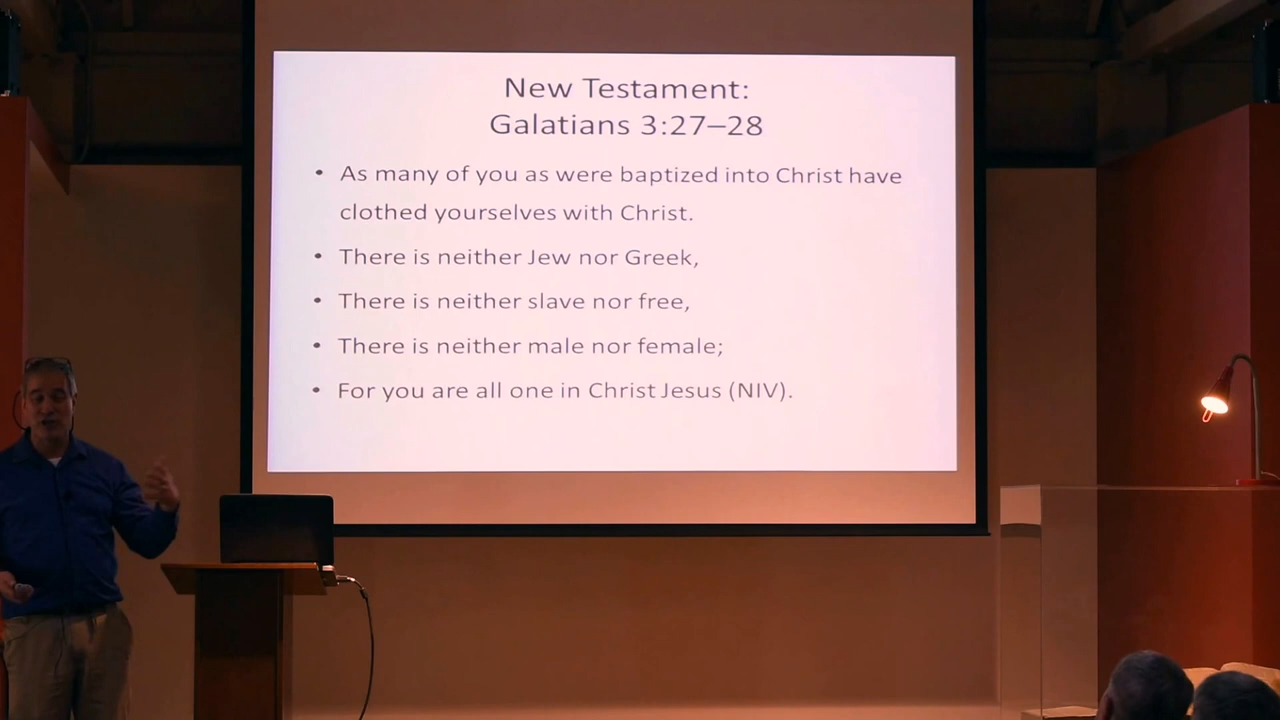 New Testament:
Galatians 3:27–28
• As many of you as were baptized into Christ have
clothed yourselves with Christ.
• There is neither Jew nor Greek,
• There is neither slave nor free,
• There is neither male nor female;
• For you are all one in Christ Jesus (NIV).